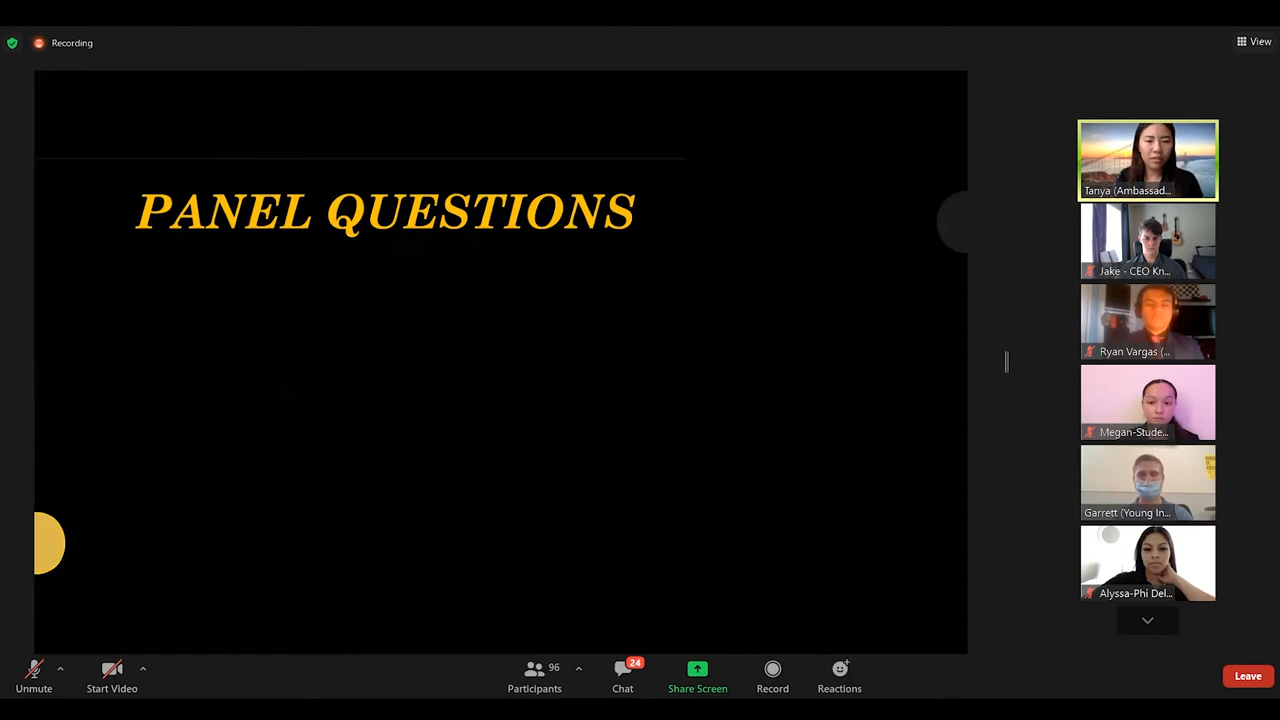 Recording
View
PANEL QUESTIONS
Tanya (Ambassad...
Jake - CEO Kn...
Ryan Vargas (...
Megan-Stude...
Garrett (Young In...
Alyssa-Phi Del...
Unmute
Start Video
96
Participants
24
Chat
Share Screen
Record
Reactions
Leave